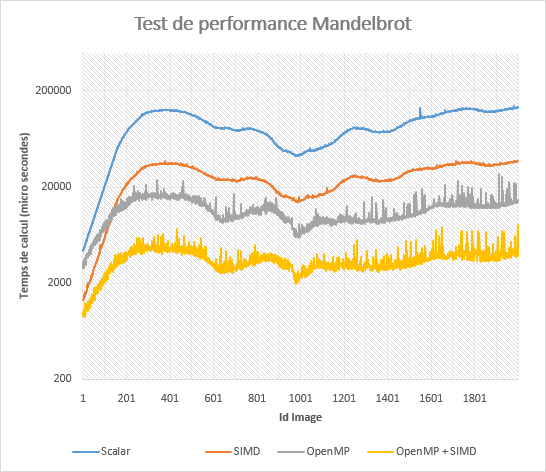 Test de performance Mandelbrot
Temps de calcul (micro secondes)
200000
20000
2000
200
1 201 401 601 801 1001 1201 1401 1601 1801
Id Image
Scalar SIMD OpenMP OpenMP + SIMD